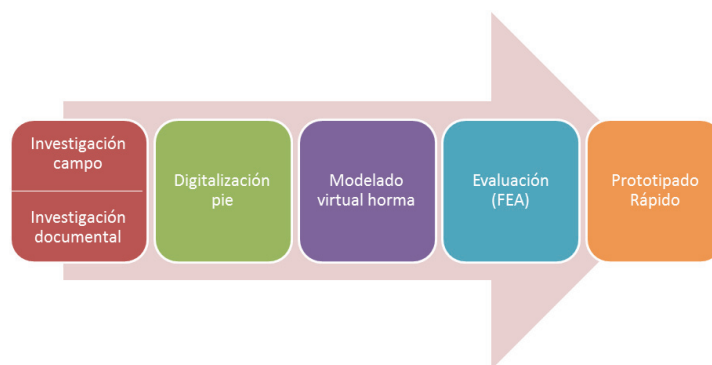 Investigación
campo
Investigación
documental
Digitalización
pie
Modelado
virtual horma
Evaluación
(FEA)
Prototipado
Rápido